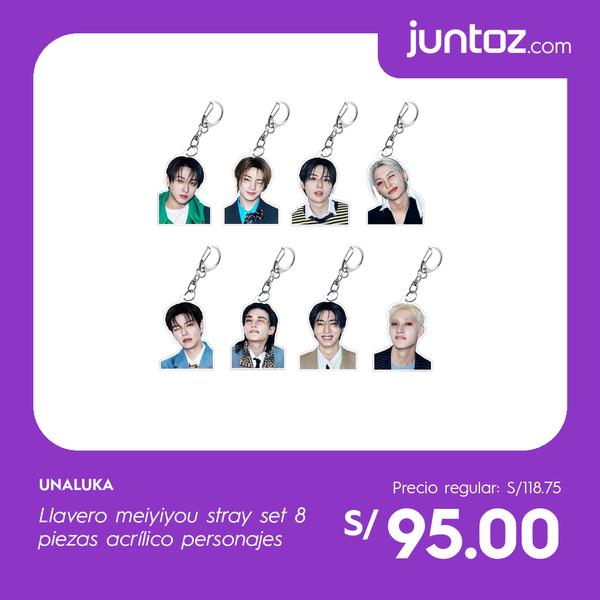 juntoz.com
UNALUKA
Llavero meiyiyou stray set 8
piezas acrílico personajes
Precio regular: S/118.75
S/ 95.00